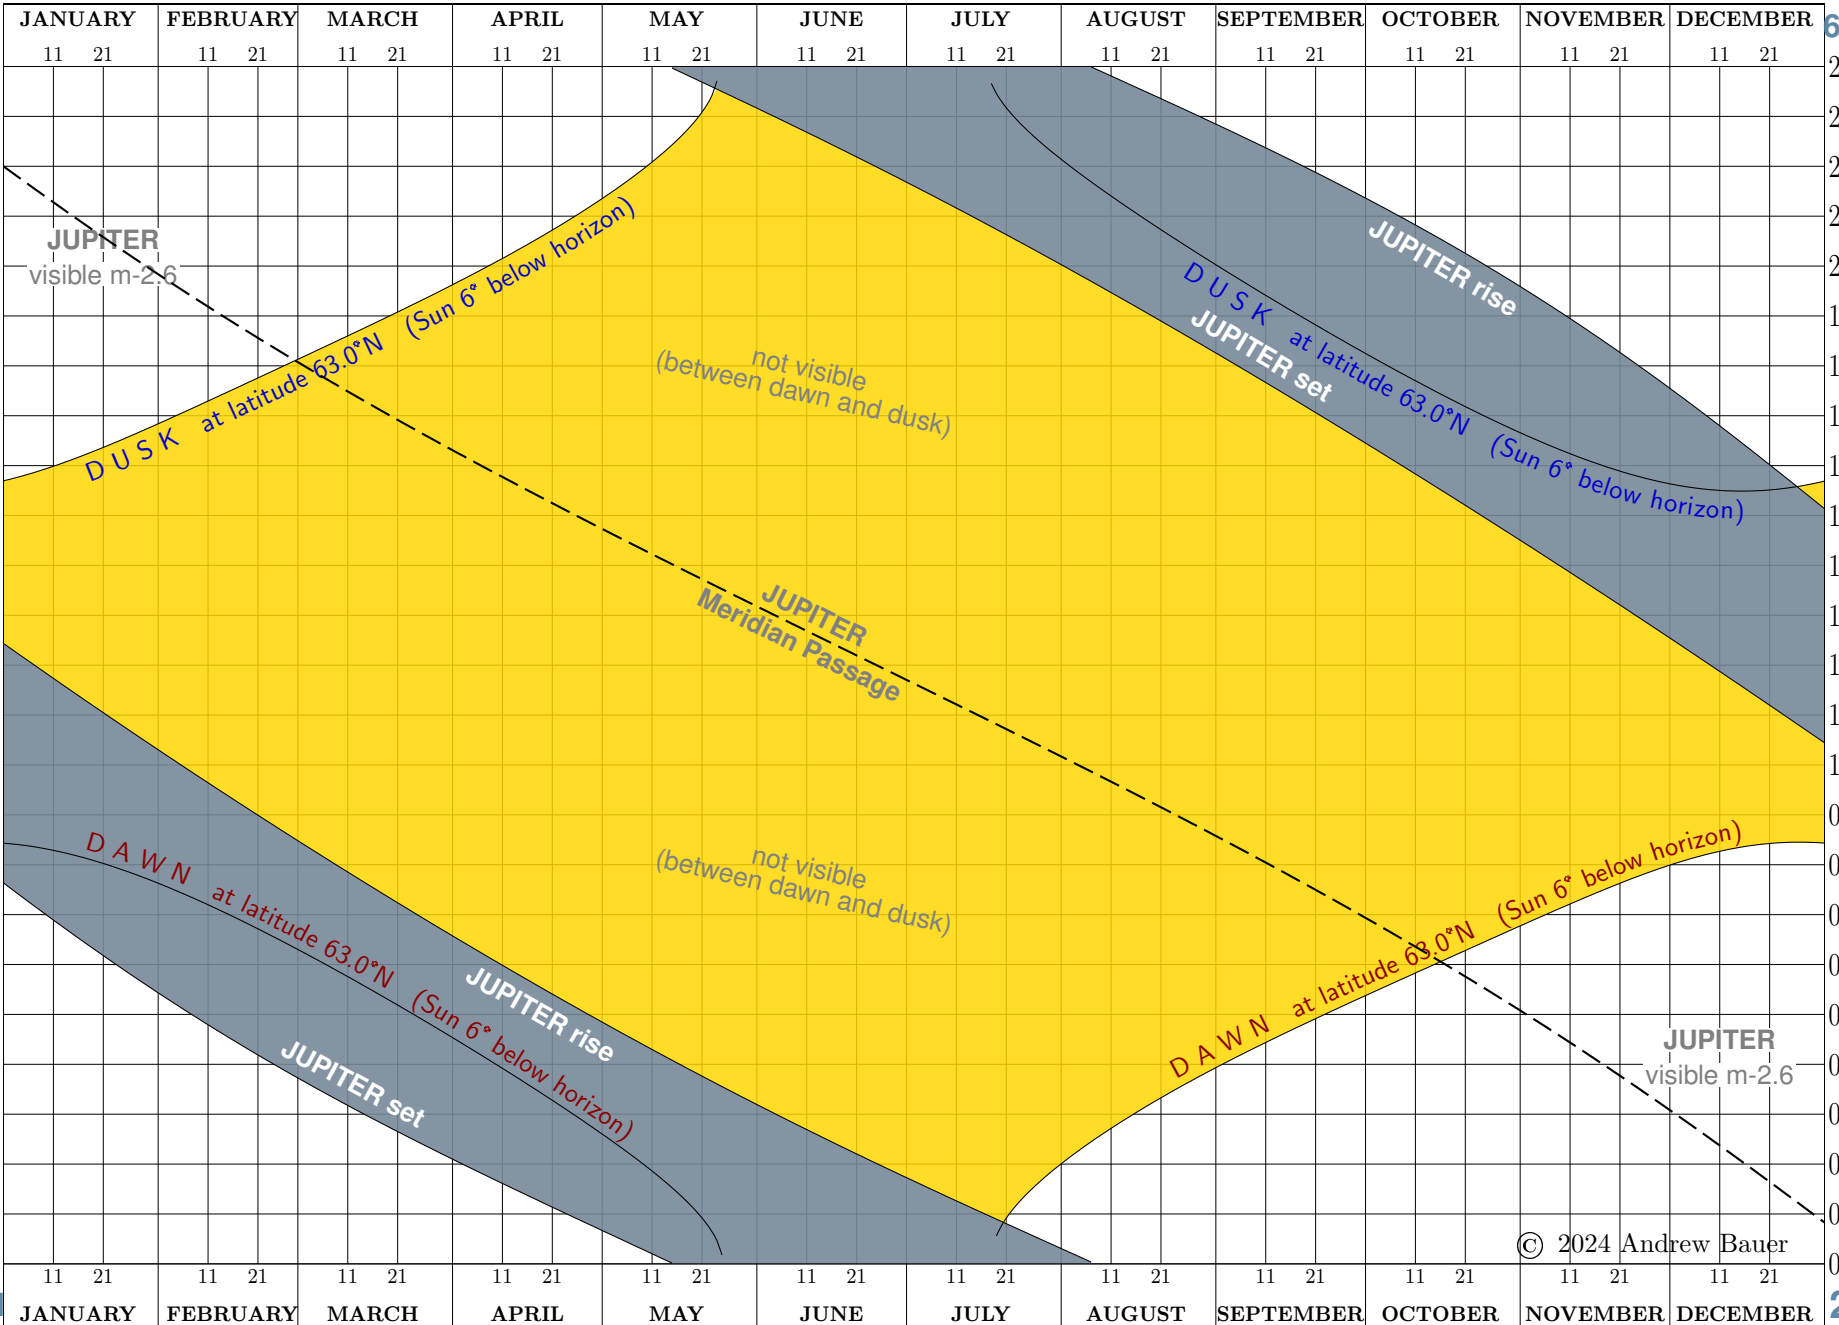 JANUARY FEBRUARY MARCH APRIL MAY JUNE JULY AUGUST SEPTEMBER OCTOBER NOVEMBER DECEMBER
11 21 11 21 11 21 11 21 11 21 11 21 11 21 11 21 11 21 11 21 11 21 11 21
JUPITER
visible m-2.6
DUSK at latitude 63.0°N (Sun 6° below horizon)
JUPITER rise
DUSK at latitude 63.0°N (Sun 6° below horizon)
JUPITER set
not visible
(between dawn and dusk)
JUPITER
Meridian Passage
not visible
(between dawn and dusk)
DAWN at latitude 63.0°N (Sun 6° below horizon)
JUPITER rise
JUPITER set
DAWN at latitude 63.0°N (Sun 6° below horizon)
JUPITER
visible m-2.6
© 2024 Andrew Bauer
11 21 11 21 11 21 11 21 11 21 11 21 11 21 11 21 11 21 11 21 11 21 11 21
JANUARY FEBRUARY MARCH APRIL MAY JUNE JULY AUGUST SEPTEMBER OCTOBER NOVEMBER DECEMBER